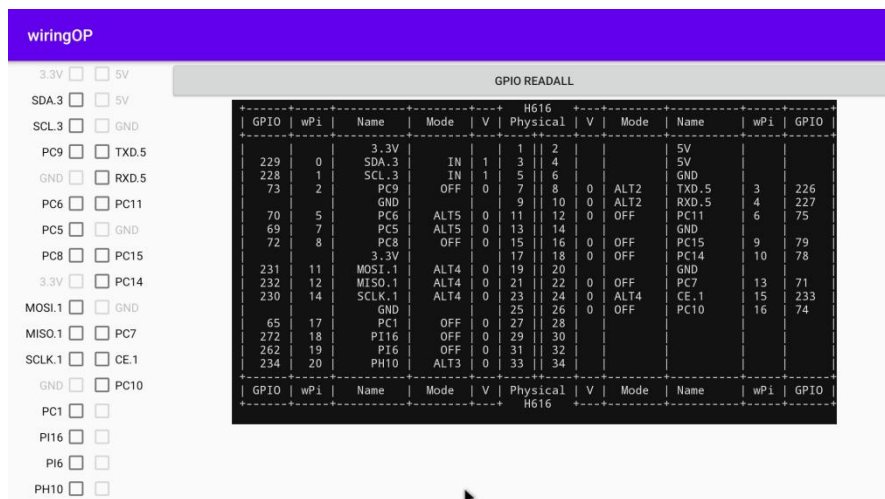 wiringOP
3.3V 5V
SDA.3 5V
SCL.3 GND
PC9 TXD.5
GND RXD.5
PC6 PC11
PC5 GND
PC8 PC15
3.3V PC14
MOSI.1 GND
MISO.1 PC7
SCLK.1 CE.1
GND PC10
PC1
PI16
PI6
PH10
GPIO READALL
+------+-----+----------+--------+---+   H616   +---+--------+----------+-----+------+
| GPIO | wPi |   Name   |  Mode  | V | Physical | V |  Mode  | Name     | wPi | GPIO |
+------+-----+----------+--------+---+----++----+---+--------+----------+-----+------+
|      |     |     3.3V |        |   |  1 || 2  |   |        | 5V       |     |      |
|  229 |   0 |    SDA.3 |     IN | 1 |  3 || 4  |   |        | 5V       |     |      |
|  228 |   1 |    SCL.3 |     IN | 1 |  5 || 6  |   |        | GND      |     |      |
|   73 |   2 |      PC9 |    OFF | 0 |  7 || 8  | 0 | ALT2   | TXD.5    | 3   | 226  |
|      |     |      GND |        |   |  9 || 10 | 0 | ALT2   | RXD.5    | 4   | 227  |
|   70 |   5 |      PC6 |   ALT5 | 0 | 11 || 12 | 0 | OFF    | PC11     | 6   | 75   |
|   69 |   7 |      PC5 |   ALT5 | 0 | 13 || 14 |   |        | GND      |     |      |
|   72 |   8 |      PC8 |    OFF | 0 | 15 || 16 | 0 | OFF    | PC15     | 9   | 79   |
|      |     |     3.3V |        |   | 17 || 18 | 0 | OFF    | PC14     | 10  | 78   |
|  231 |  11 |   MOSI.1 |   ALT4 | 0 | 19 || 20 |   |        | GND      |     |      |
|  232 |  12 |   MISO.1 |   ALT4 | 0 | 21 || 22 | 0 | OFF    | PC7      | 13  | 71   |
|  230 |  14 |   SCLK.1 |   ALT4 | 0 | 23 || 24 | 0 | ALT4   | CE.1     | 15  | 233  |
|      |     |      GND |        |   | 25 || 26 | 0 | OFF    | PC10     | 16  | 74   |
|   65 |  17 |      PC1 |    OFF | 0 | 27 || 28 |   |        |          |     |      |
|  272 |  18 |     PI16 |    OFF | 0 | 29 || 30 |   |        |          |     |      |
|  262 |  19 |      PI6 |    OFF | 0 | 31 || 32 |   |        |          |     |      |
|  234 |  20 |     PH10 |   ALT3 | 0 | 33 || 34 |   |        |          |     |      |
+------+-----+----------+--------+---+----++----+---+--------+----------+-----+------+
| GPIO | wPi |   Name   |  Mode  | V | Physical | V |  Mode  | Name     | wPi | GPIO |
+------+-----+----------+--------+---+   H616   +---+--------+----------+-----+------+